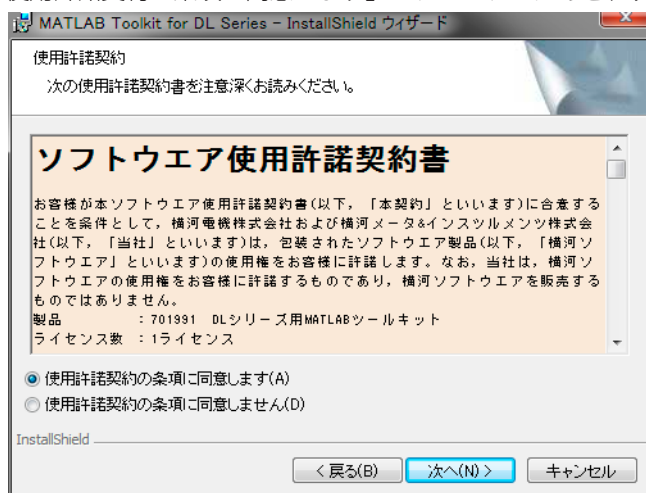 MATLAB Toolkit for DL Series - InstallShield ウィザード
使用許諾契約
次の使用許諾契約書を注意深くお読みください。
ソフトウエア使用許諾契約書
お客様が本ソフトウエア使用許諾契約書(以下，「本契約」といいます)に合意する
ことを条件として，横河電機株式会社および横河メータ&インスツルメンツ株式会
社(以下，「当社」といいます)は，包装されたソフトウエア製品(以下，「横河ソ
フトウエア」といいます)の使用権をお客様に許諾します。なお，当社は，横河ソ
フトウエアの使用権をお客様に許諾するものであり，横河ソフトウエアを販売する
ものではありません。
製品　　　　：701991 DLシリーズ用MATLABツールキット
ライセンス数　：1ライセンス
使用許諾契約の条項に同意します(A)
使用許諾契約の条項に同意しません(D)
InstallShield
< 戻る(B)　次へ(N) >　キャンセル